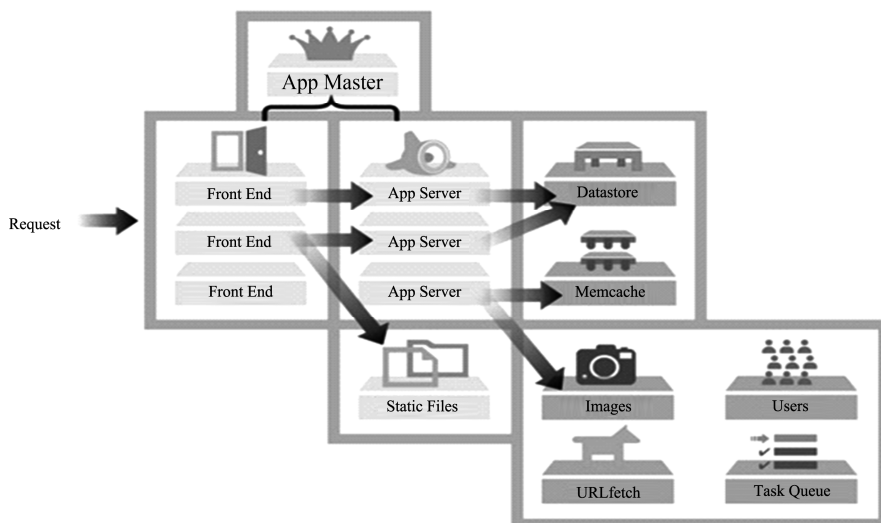 App Master
Front End
App Server
Datastore
Request
Front End
App Server
Front End
App Server
Memcache
Static Files
Images
Users
URLfetch
Task Queue